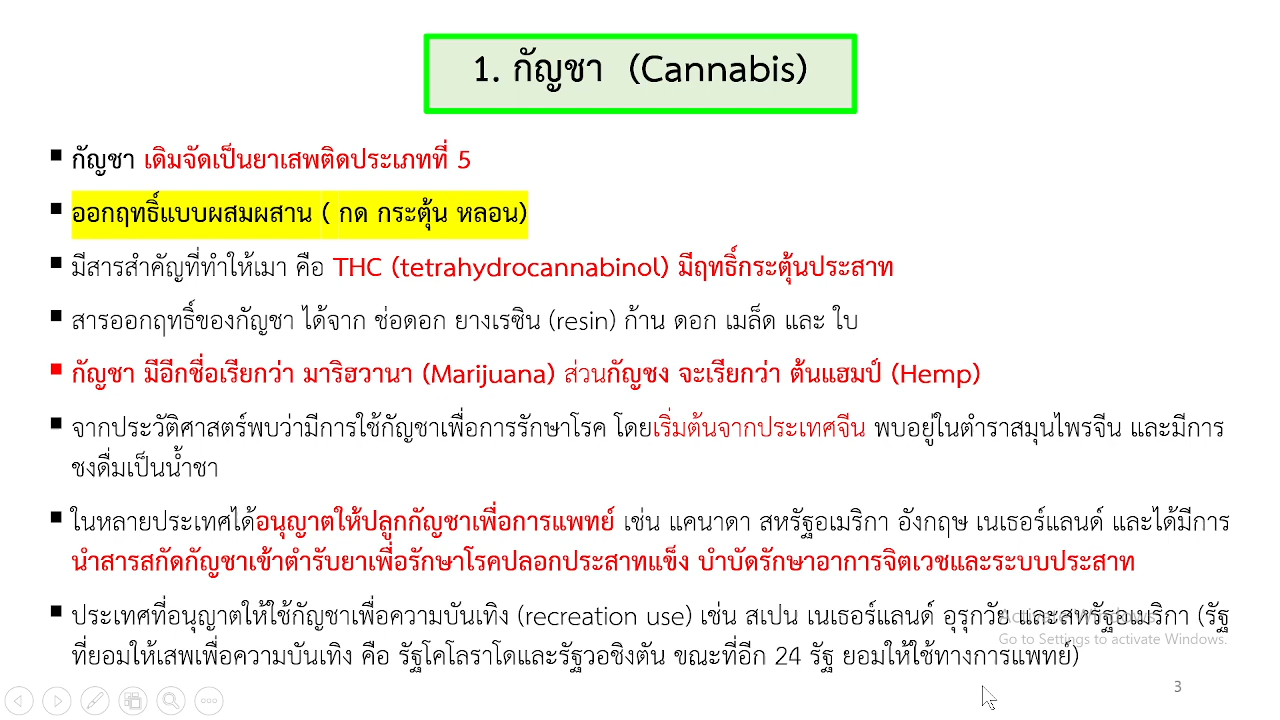 1. กัญชา (Cannabis)
▪ กัญชา เดิมจัดเป็นยาเสพติดประเภทที่ 5
▪ ออกฤทธิ์แบบผสมผสาน ( กด กระตุ้น หลอน)
▪ มีสารสำคัญที่ทำให้เมา คือ THC (tetrahydrocannabinol) มีฤทธิ์กระตุ้นประสาท
▪ สารออกฤทธิ์ของกัญชา ได้จาก ช่อดอก ยางเรซิน (resin) ก้าน ดอก เมล็ด และ ใบ
▪ กัญชา มีอีกชื่อเรียกว่า มาริฮวานา (Marijuana) ส่วนกัญชง จะเรียกว่า ต้นแฮมป์ (Hemp)
▪ จากประวัติศาสตร์พบว่ามีการใช้กัญชาเพื่อการรักษาโรค โดยเริ่มต้นจากประเทศจีน พบอยู่ในตำราสมุนไพรจีน และมีการ
ชงดื่มเป็นน้ำชา
▪ ในหลายประเทศได้อนุญาตให้ปลูกกัญชาเพื่อการแพทย์ เช่น แคนาดา สหรัฐอเมริกา อังกฤษ เนเธอร์แลนด์ และได้มีการ
นำสารสกัดกัญชาเข้าตำรับยาเพื่อรักษาโรคปลอกประสาทแข็ง บำบัดรักษาอาการจิตเวชและระบบประสาท
▪ ประเทศที่อนุญาตให้ใช้กัญชาเพื่อความบันเทิง (recreation use) เช่น สเปน เนเธอร์แลนด์ อุรุกวัย และสหรัฐอเมริกา (รัฐ
ที่ยอมให้เสพเพื่อความบันเทิง คือ รัฐโคโลราโดและรัฐวอชิงตัน ขณะที่อีก 24 รัฐ ยอมให้ใช้ทางการแพทย์)
Activate Windows
Go to Settings to activate Windows.
3